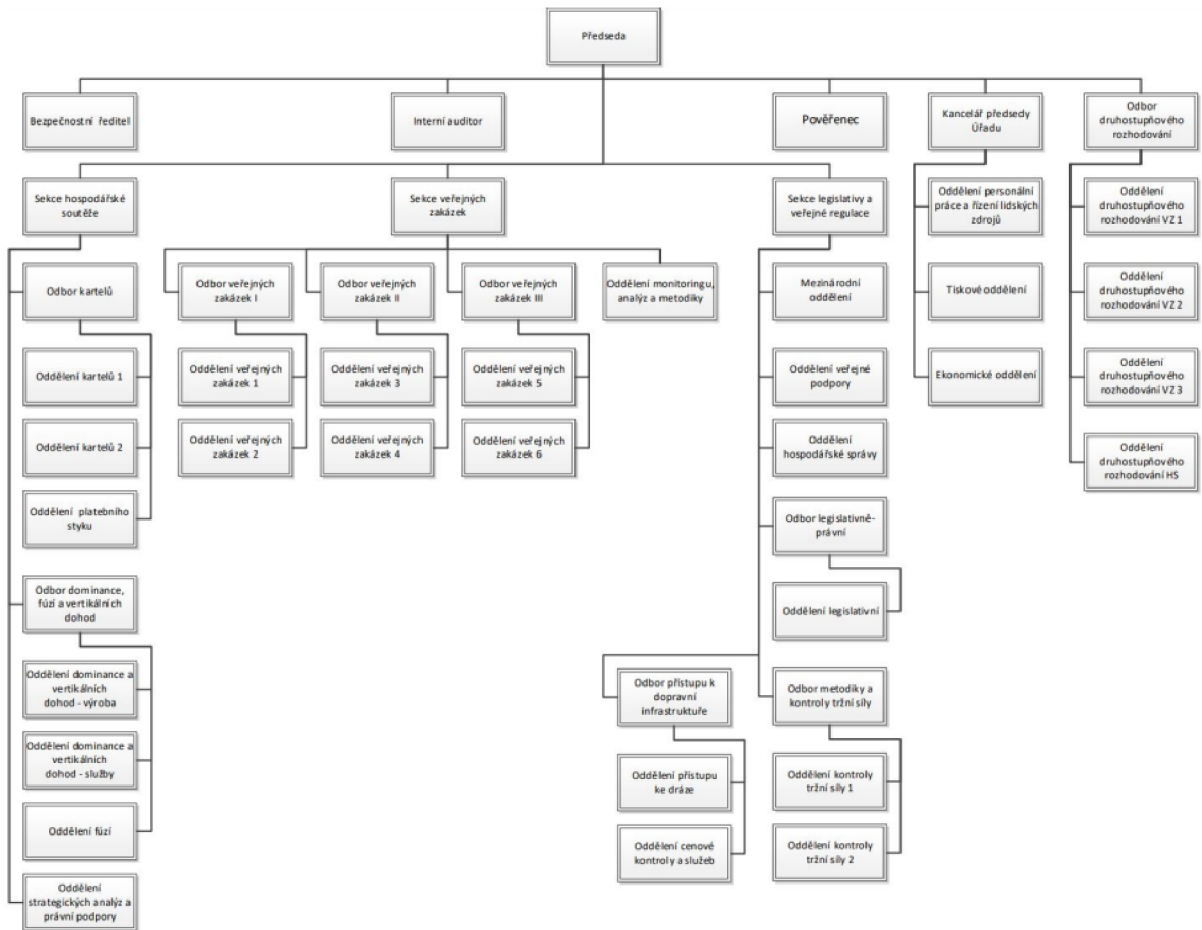 Předseda
Bezpečnostní ředitel
Interní auditor
Pověřenec
Kancelář předsedy
Úřadu
Odbor
druhostupňového
rozhodování
Sekce hospodářské
soutěže
Sekce veřejných
zakázek
Sekce legislativy a
veřejné regulace
Oddělení personální
práce a řízení lidských
zdrojů
Oddělení
druhostupňového
rozhodování VZ 1
Odbor kartelů
Odbor veřejných
zakázek I
Odbor veřejných
zakázek II
Odbor veřejných
zakázek III
Oddělení monitoringu,
analýz a metodiky
Mezinárodní
oddělení
Tiskové oddělení
Oddělení
druhostupňového
rozhodování VZ 2
Oddělení kartelů 1
Oddělení veřejných
zakázek 1
Oddělení veřejných
zakázek 3
Oddělení veřejných
zakázek 5
Oddělení veřejné
podpory
Ekonomické oddělení
Oddělení
druhostupňového
rozhodování VZ 3
Oddělení kartelů 2
Oddělení veřejných
zakázek 2
Oddělení veřejných
zakázek 4
Oddělení veřejných
zakázek 6
Oddělení
hospodářské správy
Oddělení
druhostupňového
rozhodování HS
Oddělení platebního
styku
Odbor legislativně-
právní
Odbor dominance,
fúzí a vertikálních
dohod
Oddělení legislativní
Oddělení dominance a
vertikálních
dohod - výroba
Odbor přístupu k
dopravní
infrastruktuře
Odbor metodiky a
kontroly tržní síly
Oddělení dominance a
vertikálních
dohod - služby
Oddělení přístupu
ke dráze
Oddělení kontroly
tržní síly 1
Oddělení fúzí
Oddělení cenové
kontroly a služeb
Oddělení kontroly
tržní síly 2
Oddělení
strategických analýz a
právní podpory